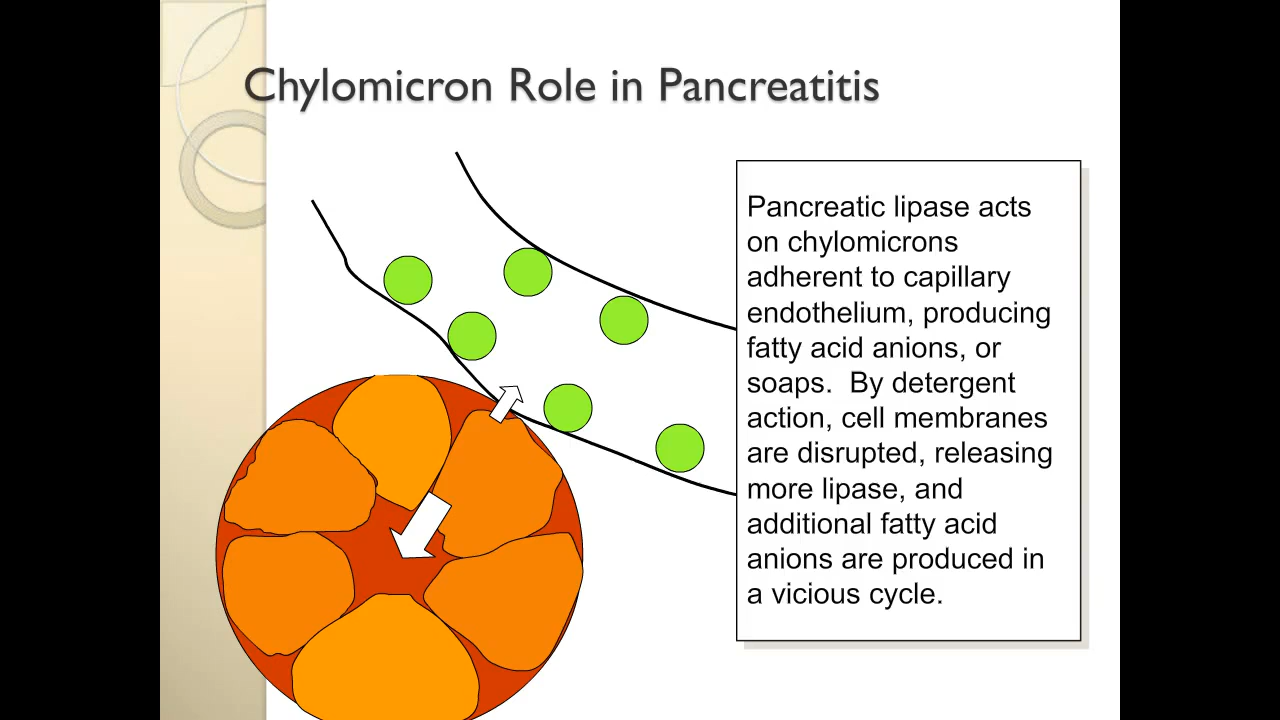 Chylomicron Role in Pancreatitis
Pancreatic lipase acts
on chylomicrons
adherent to capillary
endothelium, producing
fatty acid anions, or
soaps.  By detergent
action, cell membranes
are disrupted, releasing
more lipase, and
additional fatty acid
anions are produced in
a vicious cycle.